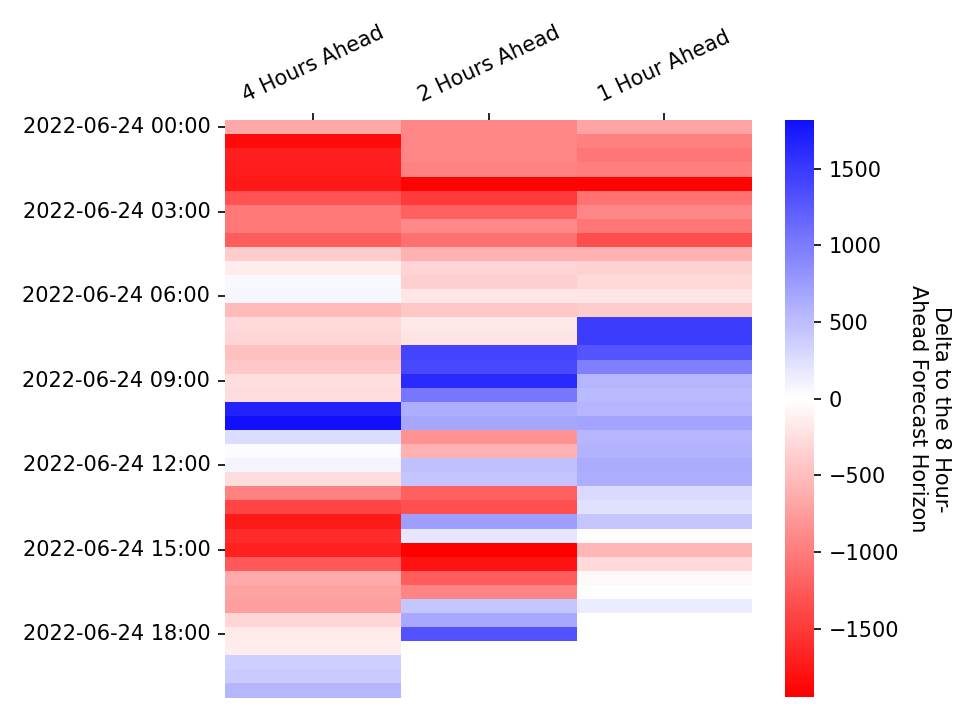 4 Hours Ahead
2 Hours Ahead
1 Hour Ahead
2022-06-24 00:00
2022-06-24 03:00
2022-06-24 06:00
2022-06-24 09:00
2022-06-24 12:00
2022-06-24 15:00
2022-06-24 18:00
1500
1000
500
0
−500
−1000
−1500
Delta to the 8 Hour-
Ahead Forecast Horizon